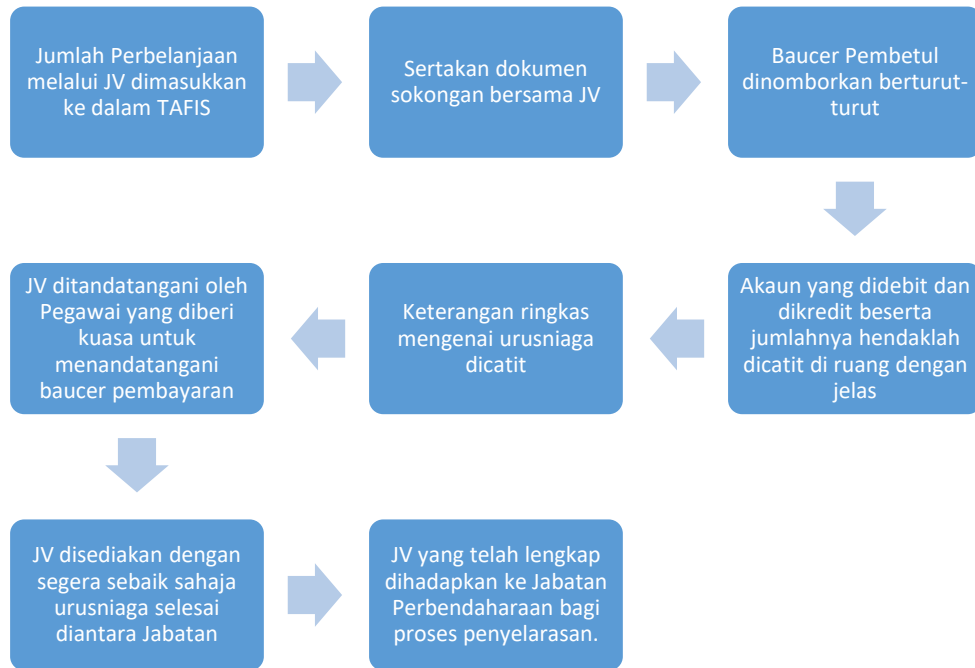 Jumlah Perbelanjaan
melalui JV dimasukkan
ke dalam TAFIS
Sertakan dokumen
sokongan bersama JV
Baucer Pembetul
dinomborkan berturut-
turut
Akaun yang didebit dan
dikredit beserta
jumlahnya hendaklah
dicatit di ruang dengan
jelas
Keterangan ringkas
mengenai urusniaga
dicatit
JV ditandatangani oleh
Pegawai yang diberi
kuasa untuk
menandatangani
baucer pembayaran
JV disediakan dengan
segera sebaik sahaja
urusniaga selesai
diantara Jabatan
JV yang telah lengkap
dihadapkan ke Jabatan
Perbendaharaan bagi
proses penyelarasan.